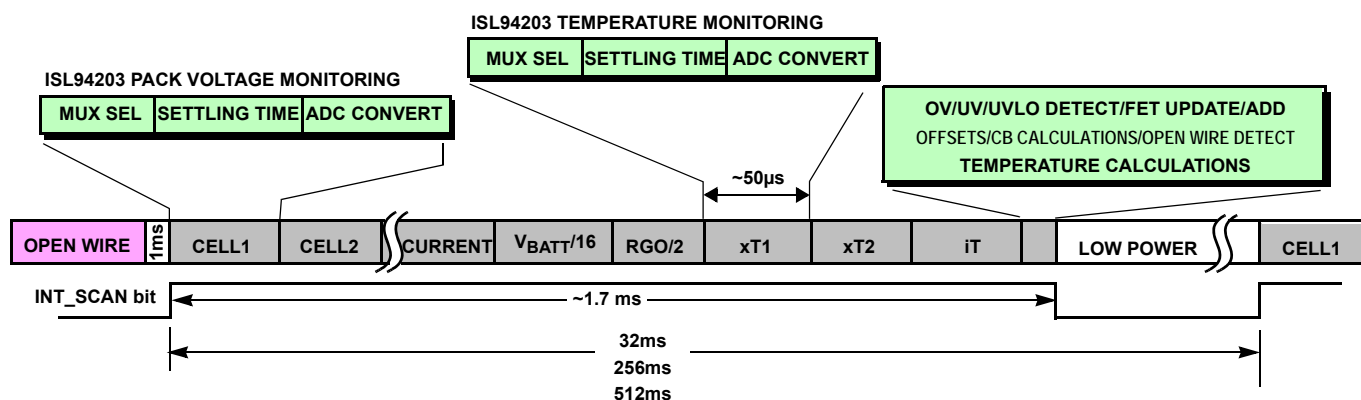 ISL94203 TEMPERATURE MONITORING
MUX SEL SETTLING TIME ADC CONVERT
ISL94203 PACK VOLTAGE MONITORING
MUX SEL SETTLING TIME ADC CONVERT
OV/UV/UVLO DETECT/FET UPDATE/ADD
OFFSETS/CB CALCULATIONS/OPEN WIRE DETECT
TEMPERATURE CALCULATIONS
~50µs
OPEN WIRE 1ms CELL1 CELL2 CURRENT VBATT/16 RGO/2 xT1 xT2 iT LOW POWER CELL1
INT_SCAN bit
~1.7 ms
32ms
256ms
512ms